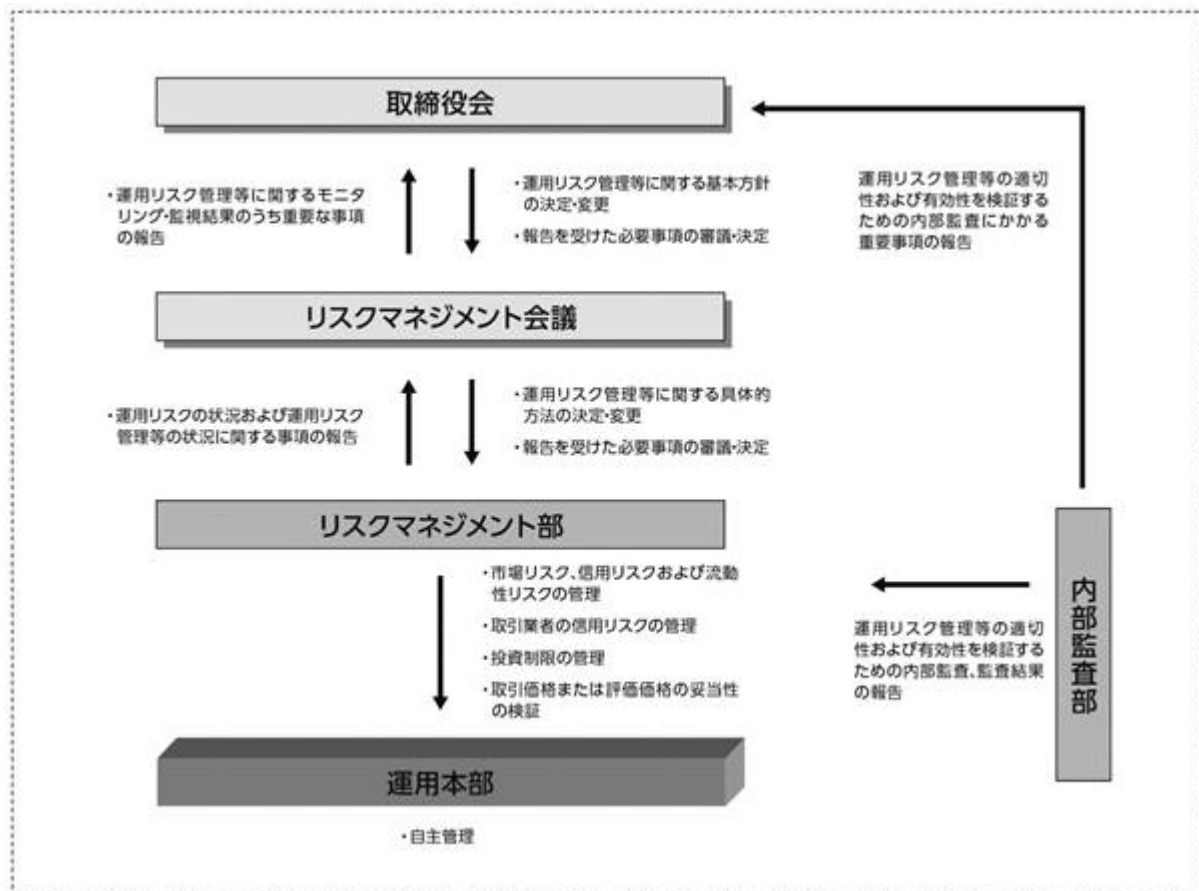 取締役会
・運用リスク管理等に関するモニタ
リング・監視結果のうち重要な事項
の報告
・運用リスク管理等に関する基本方針
の決定・変更
・報告を受けた必要事項の審議・決定
運用リスク管理等の適切
性および有効性を検証する
ための内部監査にかかる
重要事項の報告
リスクマネジメント会議
・運用リスクの状況および運用リスク
管理等の状況に関する事項の報告
・運用リスク管理等に関する具体的
方法の決定・変更
・報告を受けた必要事項の審議・決定
リスクマネジメント部
・市場リスク、信用リスクおよび流動
性リスクの管理
・取引業者の信用リスクの管理
・投資制限の管理
・取引価格または評価価格の妥当性
の検証
運用リスク管理等の適切
性および有効性を検証する
ための内部監査、監査結果
の報告
内部監査部
運用本部
・自主管理